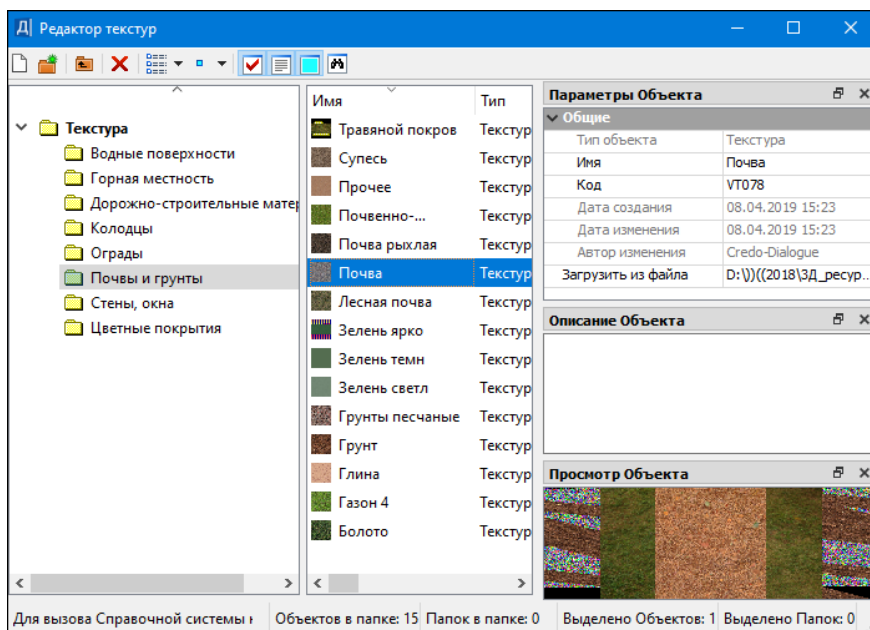 Редактор текстур
Текстура
Водные поверхности
Горная местность
Дорожно-строительные
Колодцы
Ограды
Почвы и грунты
Стены, окна
Цветные покрытия
Имя Тип
Травяной покров Текстур
Супесь Текстур
Прочее Текстур
Почвенно-... Текстур
Почва рыхлая Текстур
Почва Текстур
Лесная почва Текстур
Зелень ярко Текстур
Зелень темн Текстур
Зелень светл Текстур
Грунты песчаные Текстур
Грунт Текстур
Глина Текстур
Газон 4 Текстур
Болото Текстур
Параметры Объекта
Общие
Тип объекта Текстура
Имя Почва
Код VT078
Дата создания 08.04.2019 15:23
Дата изменения 08.04.2019 15:23
Автор изменения Credo-Dialogue
Загрузить из файла D:\))((2018\3Д_ресур...
Описание Объекта
Просмотр Объекта
Для вызова Справочной системы Объектов в папке: 15 Папок в папке: 0 Выделено Объектов: 1 Выделено Папок: 0